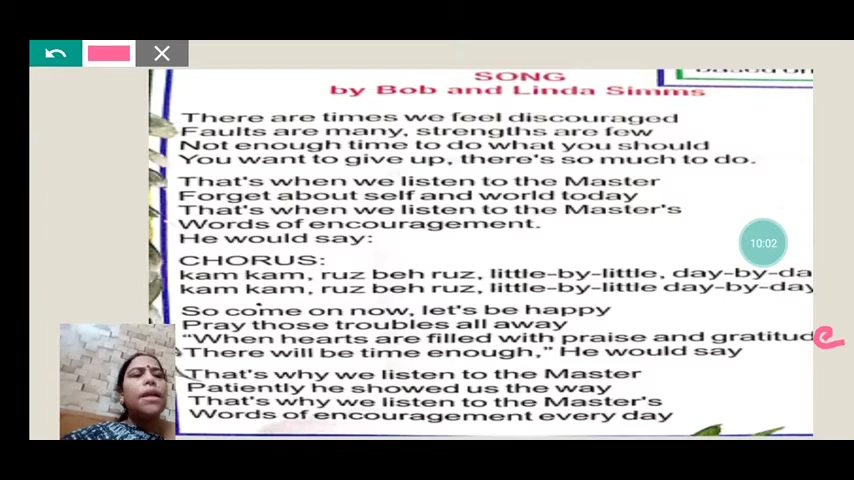 based on
SONG
by Bob and Linda Simms
There are times we feel discouraged
Faults are many, strengths are few
Not enough time to do what you should
You want to give up, there's so much to do.
That's when we listen to the Master
Forget about self and world today
That's when we listen to the Master's
Words of encouragement.
He would say:
10:02
CHORUS:
kam kam, ruz beh ruz, little-by-little, day-by-da
kam kam, ruz beh ruz, little-by-little day-by-day
So come on now, let's be happy
Pray those troubles all away
"When hearts are filled with praise and gratitude
There will be time enough," He would say
That's why we listen to the Master
Patiently he showed us the way
That's why we listen to the Master's
Words of encouragement every day